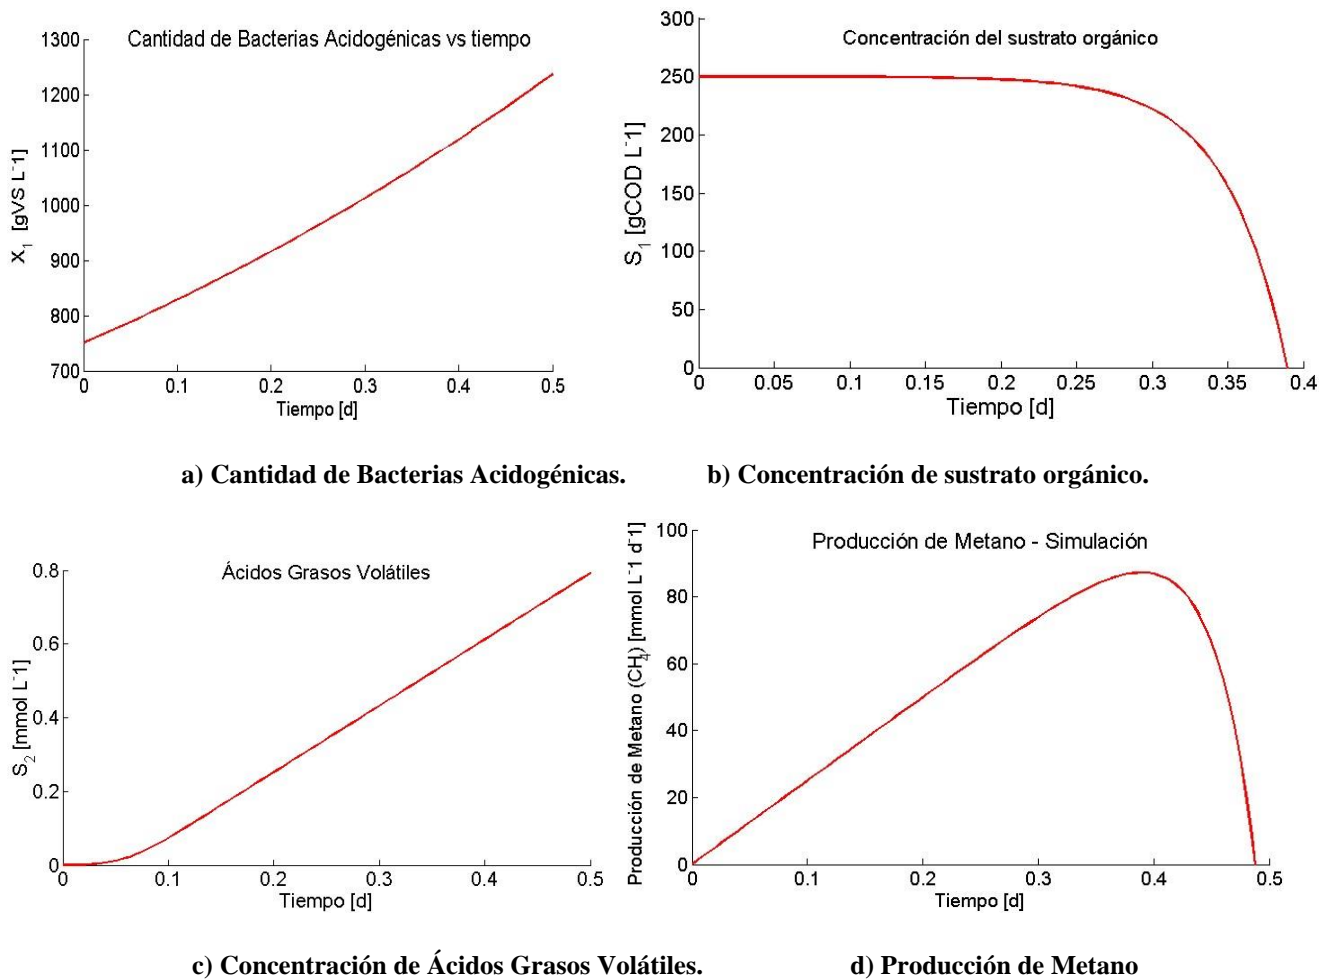 Cantidad de Bacterias Acidogénicas vs tiempo
1300
1200
1100
1000
900
800
700
X1 [gVS L-1]
0 0.1 0.2 0.3 0.4 0.5
Tiempo [d]
Concentración del sustrato orgánico
300
250
200
150
100
50
0
S1 [gCOD L-1]
0 0.05 0.1 0.15 0.2 0.25 0.3 0.35 0.4
Tiempo [d]
a) Cantidad de Bacterias Acidogénicas.
b) Concentración de sustrato orgánico.
Ácidos Grasos Volátiles
0.8
0.6
0.4
0.2
0
S2 [mmol L-1]
0 0.1 0.2 0.3 0.4 0.5
Tiempo [d]
Producción de Metano - Simulación
100
80
60
40
20
0
Producción de Metano (CH4) [mmol L-1 d-1]
0 0.1 0.2 0.3 0.4 0.5
Tiempo [d]
c) Concentración de Ácidos Grasos Volátiles.
d) Producción de Metano